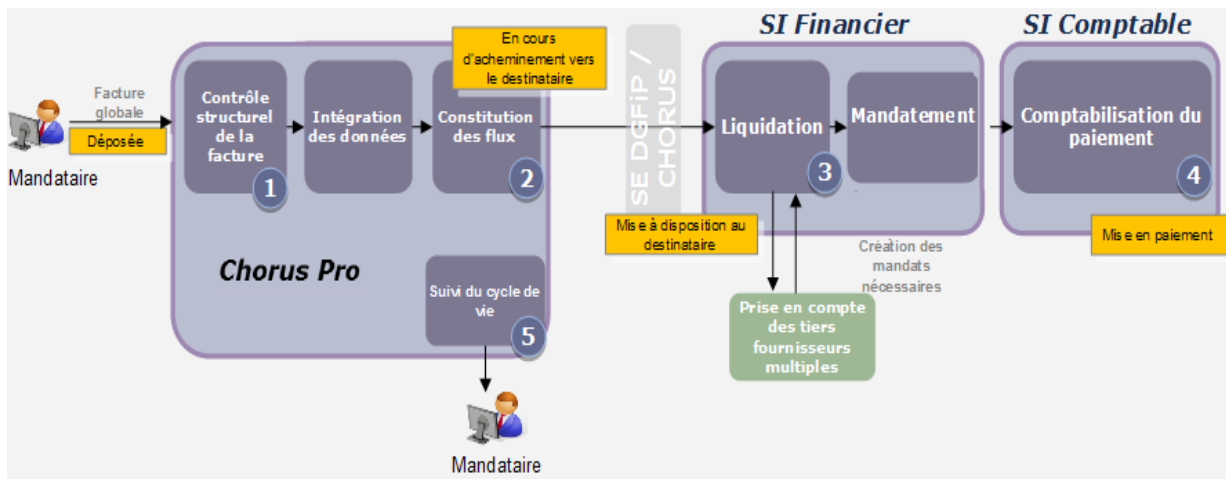 SI Financier
SI Comptable
En cours
d'acheminement vers
le destinataire
Facture
globale
Déposée
Mandataire
Contrôle
structurel
de la
facture
1
Intégration
des données
Constitution
des flux
2
SE DGFiP /
CHORUS
Liquidation
3
Mandatement
Comptabilisation du
paiement
4
Mise à disposition au
destinataire
Mise en paiement
Création des
mandats
nécessaires
Chorus Pro
Suivi du cycle de
vie
5
Prise en compte
des tiers
fournisseurs
multiples
Mandataire